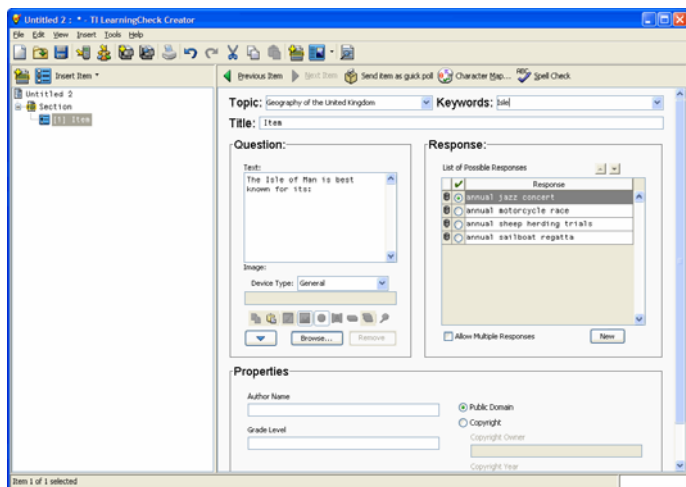 Untitled 2 : * - TI LearningCheck Creator
File Edit View Insert Tools Help
Insert Item
Previous Item Next Item Send item as quick poll Character Map... ABC Spell Check
Untitled 2
Section
[1] Item
Topic: Geography of the United Kingdom Keywords: Isle
Title: Item
Question:
Text:
The Isle of Man is best
known for its:
Image:
Device Type: General
Browse... Remove
Response:
List of Possible Responses
Response
annual jazz concert
annual motorcycle race
annual sheep herding trials
annual sailboat regatta
Allow Multiple Responses New
Properties
Author Name
Grade Level
Public Domain
Copyright
Copyright Owner
Copyright Year
Item 1 of 1 selected